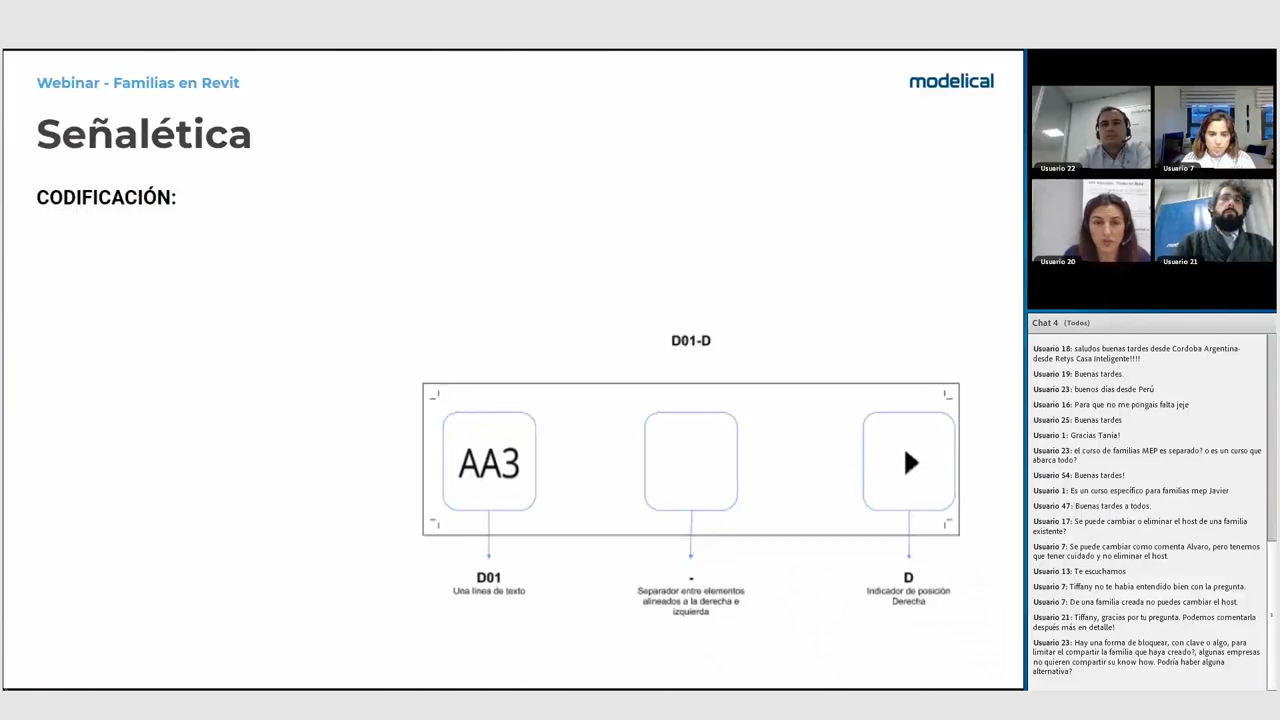 Webinar - Familias en Revit
modelical
Señalética
CODIFICACIÓN:
D01-D
AA3
D01
Una línea de texto
-
Separador entre elementos
alineados a la derecha e
izquierda
D
Indicador de posición
Derecha
Usuario 22
Usuario 7
Usuario 20
Usuario 21
Chat 4 (Todos)
Usuario 18: saludos buenas tardes desde Cordoba Argentina-
desde Retys Casa Inteligente!!!!
Usuario 19: Buenas tardes.
Usuario 23: buenos días desde Perú
Usuario 16: Para que no me pongais falta jeje
Usuario 25: Buenas tardes
Usuario 1: Gracias Tania!
Usuario 23: el curso de familias MEP es separado? o es un curso que
abarca todo?
Usuario 54: Buenas tardes!
Usuario 1: Es un curso específico para familias mep Javier
Usuario 47: Buenas tardes a todos.
Usuario 17: Se puede cambiar o eliminar el host de una familia
existente?
Usuario 7: Se puede cambiar como comenta Alvaro, pero tenemos
que tener cuidado y no eliminar el host.
Usuario 13: Te escuchamos
Usuario 7: Tiffany no te habia entendido bien con la pregunta.
Usuario 7: De una familia creada no puedes cambiar el host.
Usuario 21: Tiffany, gracias por tu pregunta. Podemos comentarla
después más en detalle!
Usuario 23: Hay una forma de bloquear, con clave o algo, para
limitar el compartir la familia que haya creado?, algunas empresas
no quieren compartir su know how. Podría haber alguna
alternativa?